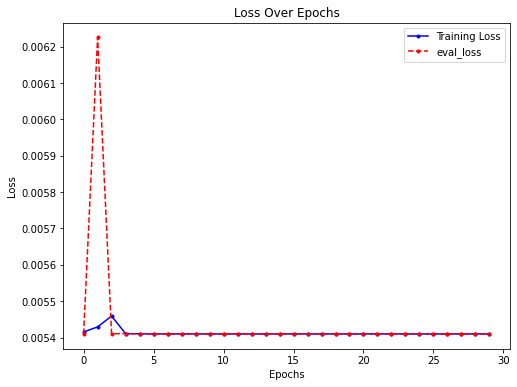 Loss Over Epochs
Training Loss
eval_loss
0.0062
0.0061
0.0060
0.0059
0.0058
0.0057
0.0056
0.0055
0.0054
Loss
0 5 10 15 20 25 30
Epochs